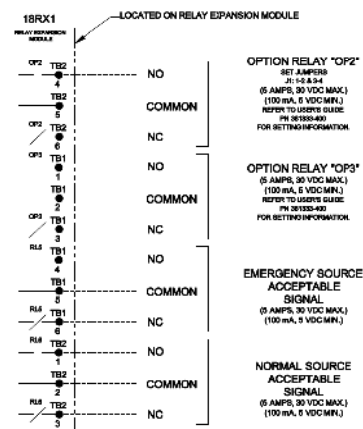 18RX1
RELAY EXPANSION
MODULE
LOCATED ON RELAY EXPANSION MODULE
OP2
TB2
4
NO
TB2
5
COMMON
OP2
TB2
6
NC
OPTION RELAY "OP2"
SET JUMPERS
J1: 1-2 & 3-4
(5 AMPS, 30 VDC MAX.)
(100 mA, 5 VDC MIN.)
REFER TO USER'S GUIDE
PN 381333-400
FOR SETTING INFORMATION.
OP3
TB1
1
NO
TB1
2
COMMON
OP3
TB1
3
NC
OPTION RELAY "OP3"
(5 AMPS, 30 VDC MAX.)
(100 mA, 5 VDC MIN.)
REFER TO USER'S GUIDE
PN 381333-400
FOR SETTING INFORMATION.
R15
TB1
4
NO
TB1
5
COMMON
R15
TB1
6
NC
EMERGENCY SOURCE
ACCEPTABLE
SIGNAL
(5 AMPS, 30 VDC MAX.)
(100 mA, 5 VDC MIN.)
R16
TB2
1
NO
TB2
2
COMMON
R16
TB2
3
NC
NORMAL SOURCE
ACCEPTABLE
SIGNAL
(5 AMPS, 30 VDC MAX.)
(100 mA, 5 VDC MIN.)